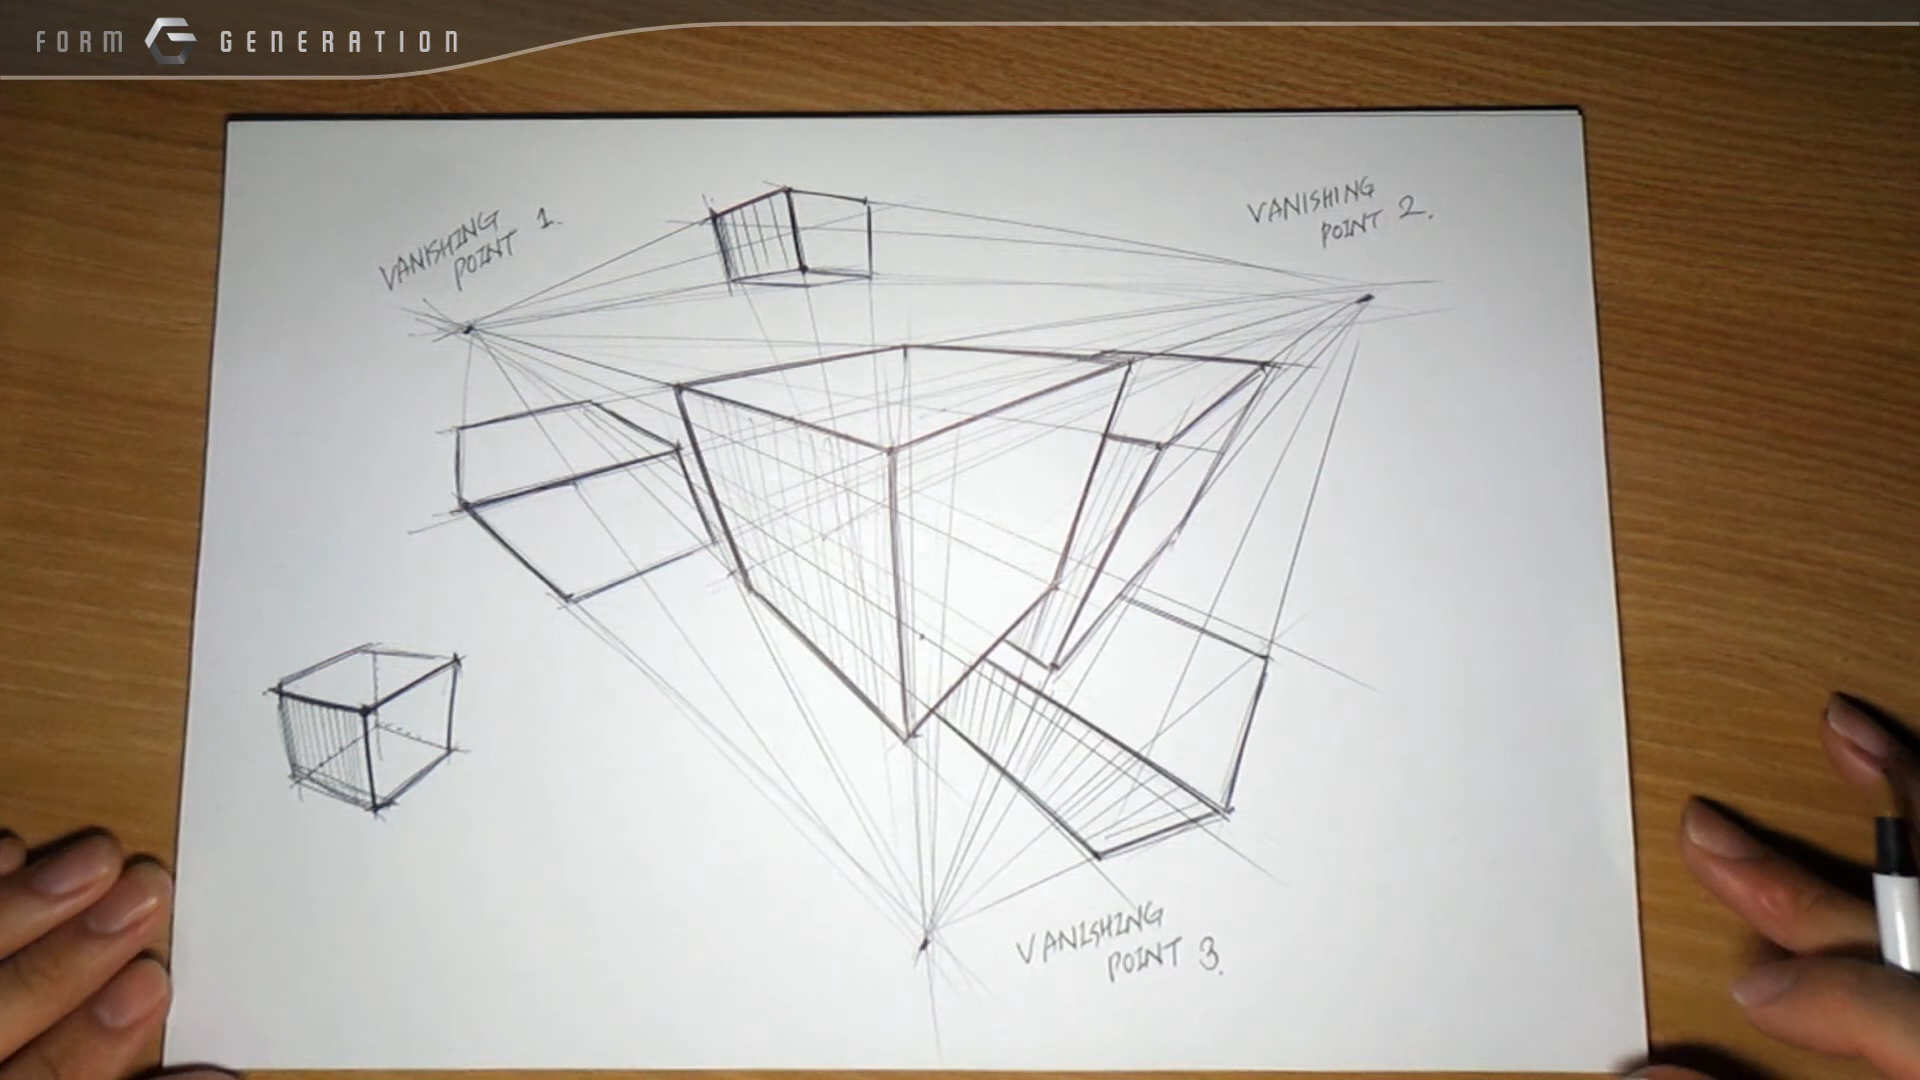 FORM GENERATION
VANISHING
POINT 1.
VANISHING
POINT 2.
VANISHING
POINT 3.